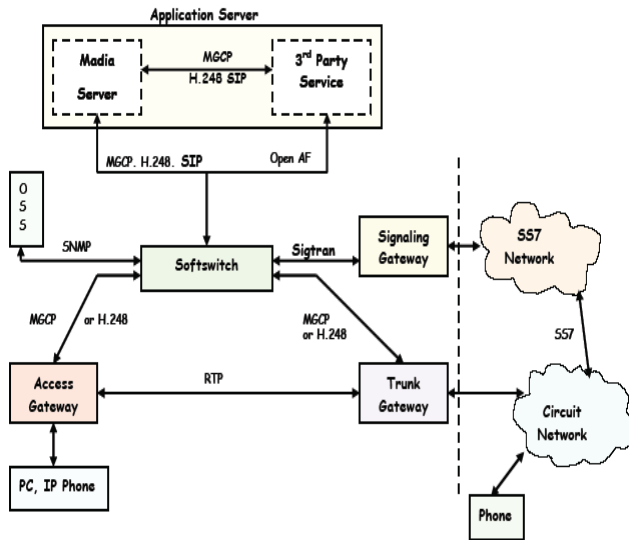 Application Server
Madia
Server
MGCP
H.248 SIP
3rd Party
Service
MGCP. H.248. SIP
Open AF
O
S
S
SNMP
Softswitch
Sigtran
Signaling
Gateway
SS7
Network
MGCP or H.248
MGCP
or H.248
SS7
Access
Gateway
RTP
Trunk
Gateway
Circuit
Network
PC, IP Phone
Phone